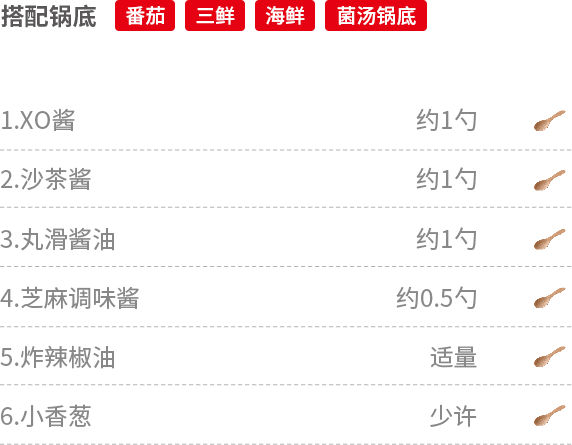 搭配锅底 番茄 三鲜 海鲜 菌汤锅底
1.XO酱 约1勺
2.沙茶酱 约1勺
3.丸滑酱油 约1勺
4.芝麻调味酱 约0.5勺
5.炸辣椒油 适量
6.小香葱 少许